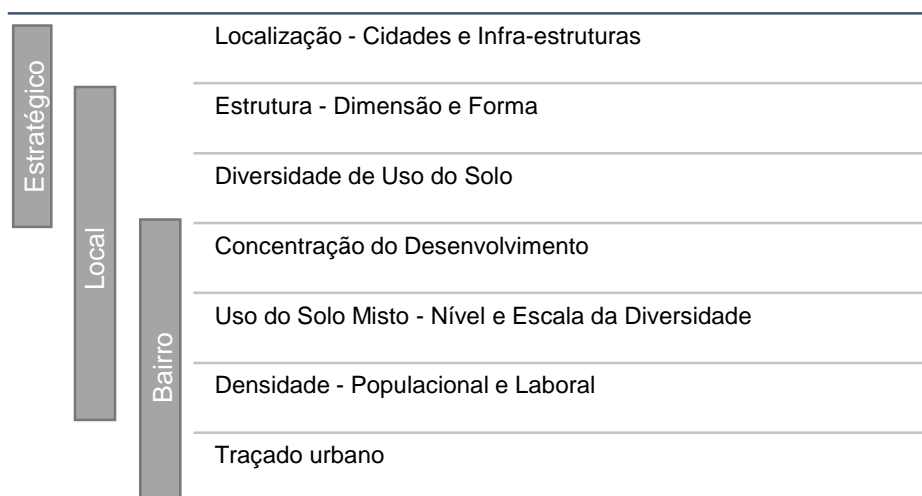 Estratégico
Local
Bairro
Localização - Cidades e Infra-estruturas
Estrutura - Dimensão e Forma
Diversidade de Uso do Solo
Concentração do Desenvolvimento
Uso do Solo Misto - Nível e Escala da Diversidade
Densidade - Populacional e Laboral
Traçado urbano